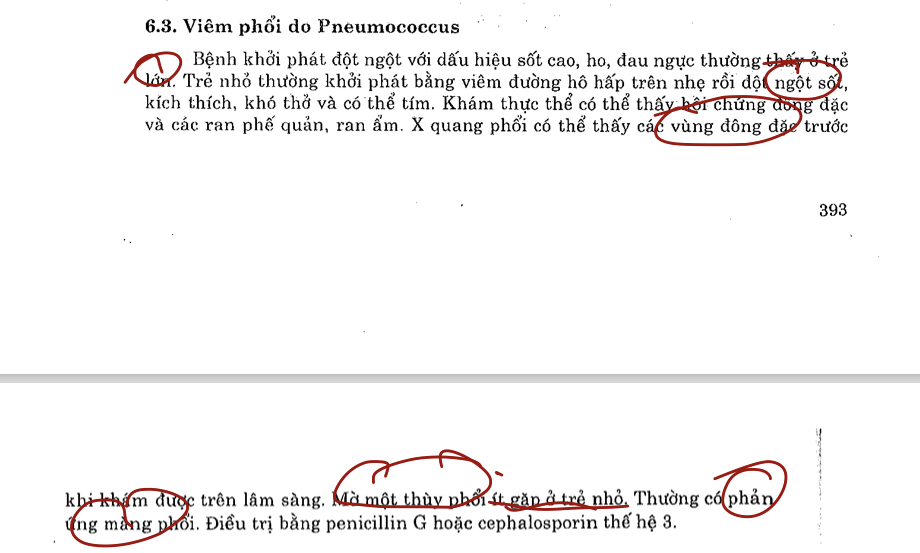 6.3. Viêm phổi do Pneumococcus
Bệnh khởi phát đột ngột với dấu hiệu sốt cao, ho, đau ngực thường thấy ở trẻ
lớn. Trẻ nhỏ thường khởi phát bằng viêm đường hô hấp trên nhẹ rồi đột ngột sốt,
kích thích, khó thở và có thể tím. Khám thực thể có thể thấy hội chứng đông đặc
và các ran phế quản, ran ẩm. X quang phổi có thể thấy các vùng đông đặc trước
393
khi khám được trên lâm sàng. Mờ một thùy phổi ít gặp ở trẻ nhỏ. Thường có phản
ứng màng phổi. Điều trị bằng penicillin G hoặc cephalosporin thế hệ 3.